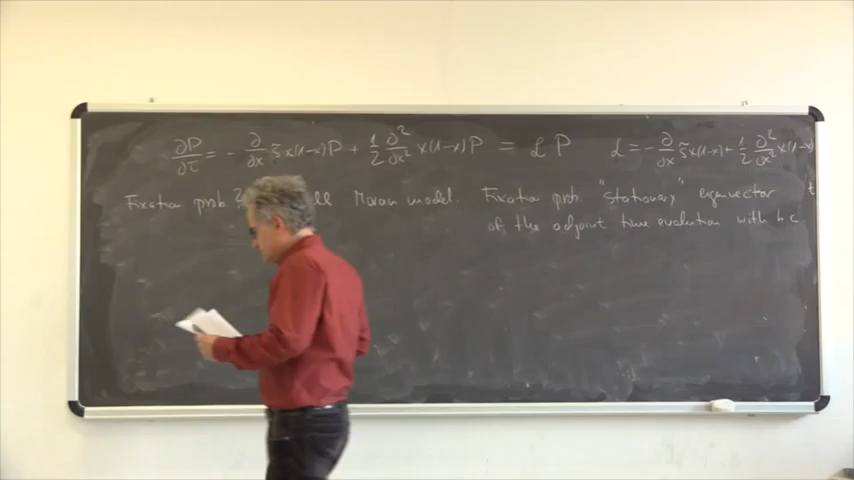 ∂P/∂τ = - ∂/∂x s̃ x(1-x)P + 1/2 ∂²/∂x² x(1-x)P = ℒ P ℒ = - ∂/∂x s̃ x(1-x) + 1/2 ∂²/∂x² x(1-x)
Fixation prob ? ll Moran model. Fixation prob. "stationary" eigenvector
of the adjoint time evolution with b.c.